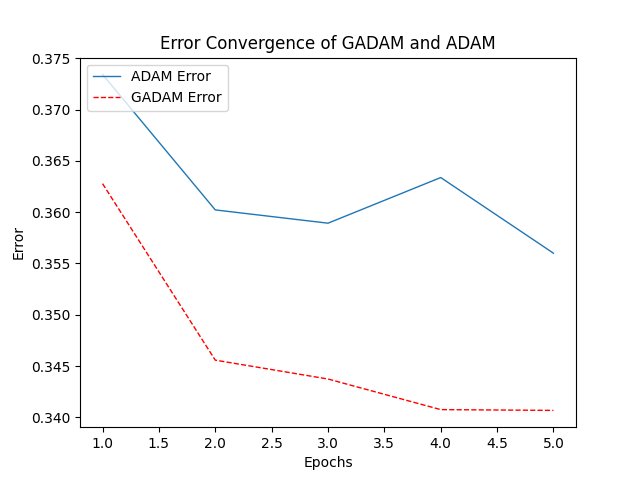 Error Convergence of GADAM and ADAM
ADAM Error
GADAM Error
0.375
0.370
0.365
0.360
0.355
0.350
0.345
0.340
Error
1.0 1.5 2.0 2.5 3.0 3.5 4.0 4.5 5.0
Epochs